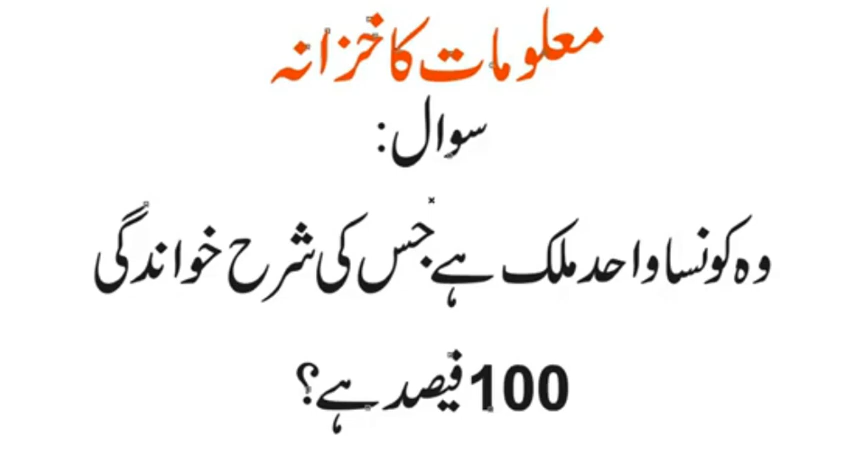 معلومات کا خزانہ
سوال:
وہ کونسا واحد ملک ہے جس کی شرح خواندگی
100 فیصد ہے؟